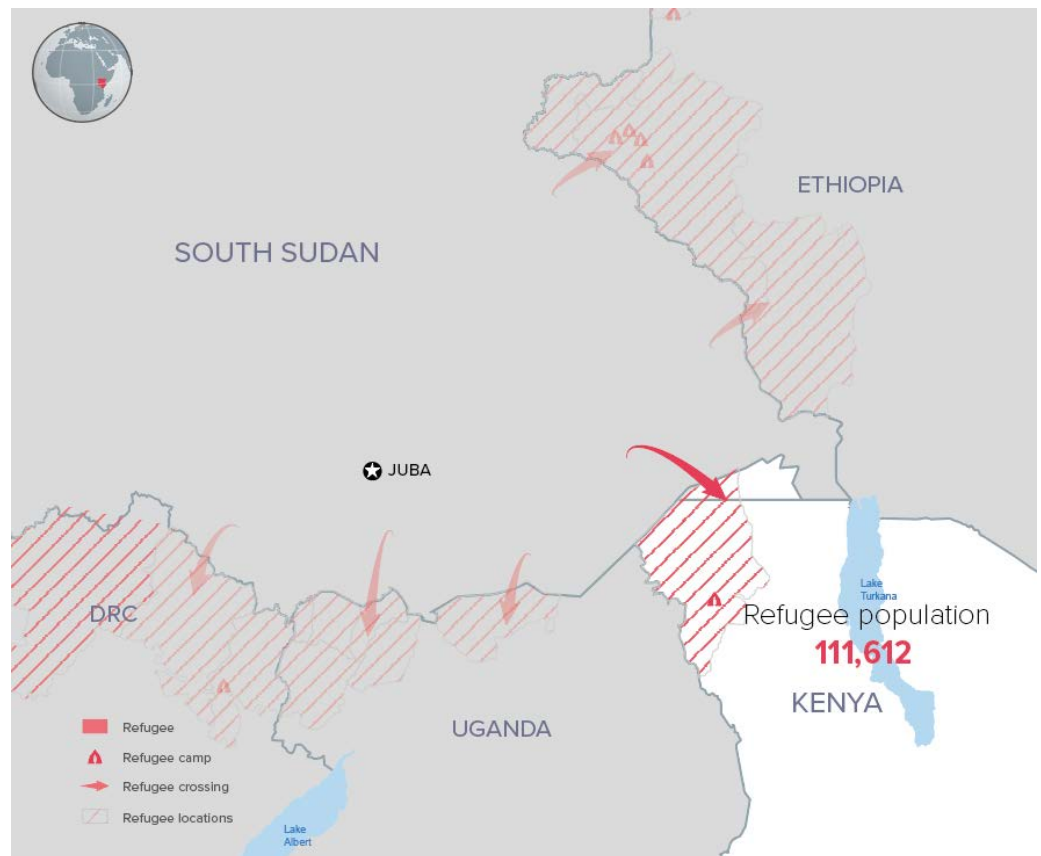 ETHIOPIA
SOUTH SUDAN
JUBA
Lake
Turkana
DRC
Refugee population
111,612
KENYA
UGANDA
Refugee
Refugee camp
Refugee crossing
Refugee locations
Lake
Albert